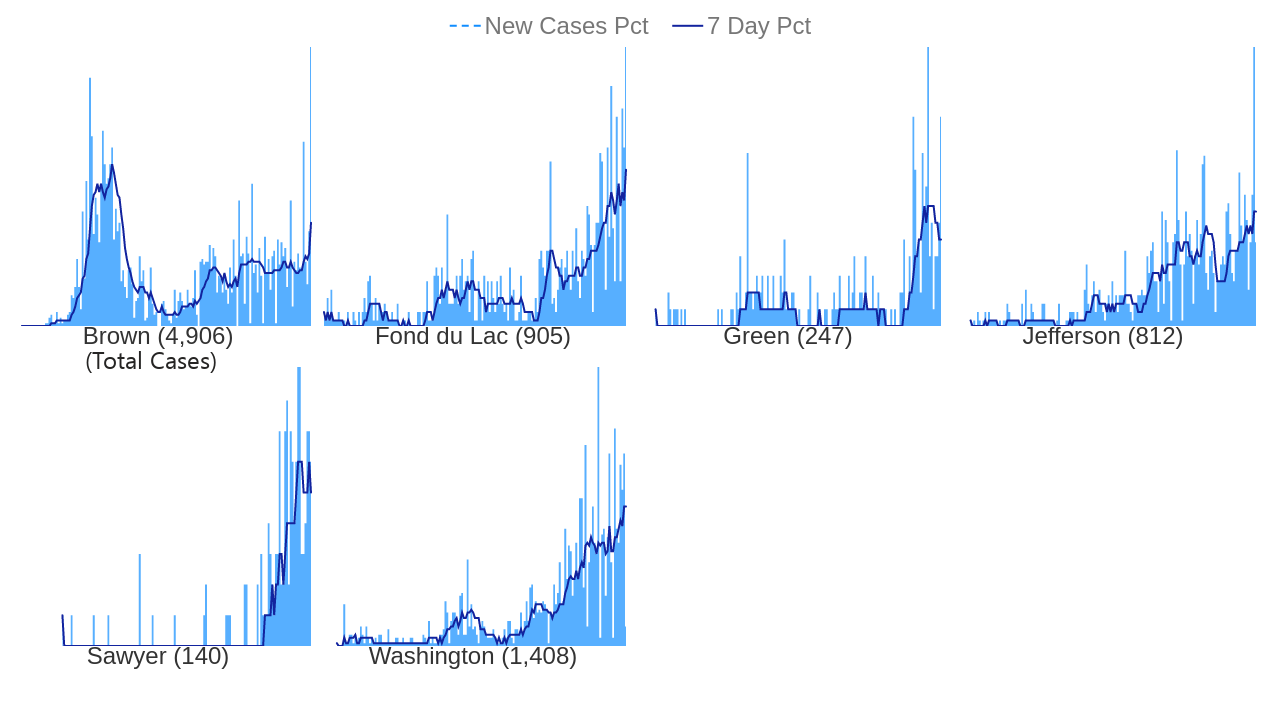 New Cases Pct 7 Day Pct
Brown (4,906)
(Total Cases)
Fond du Lac (905)
Green (247)
Jefferson (812)
Sawyer (140)
Washington (1,408)